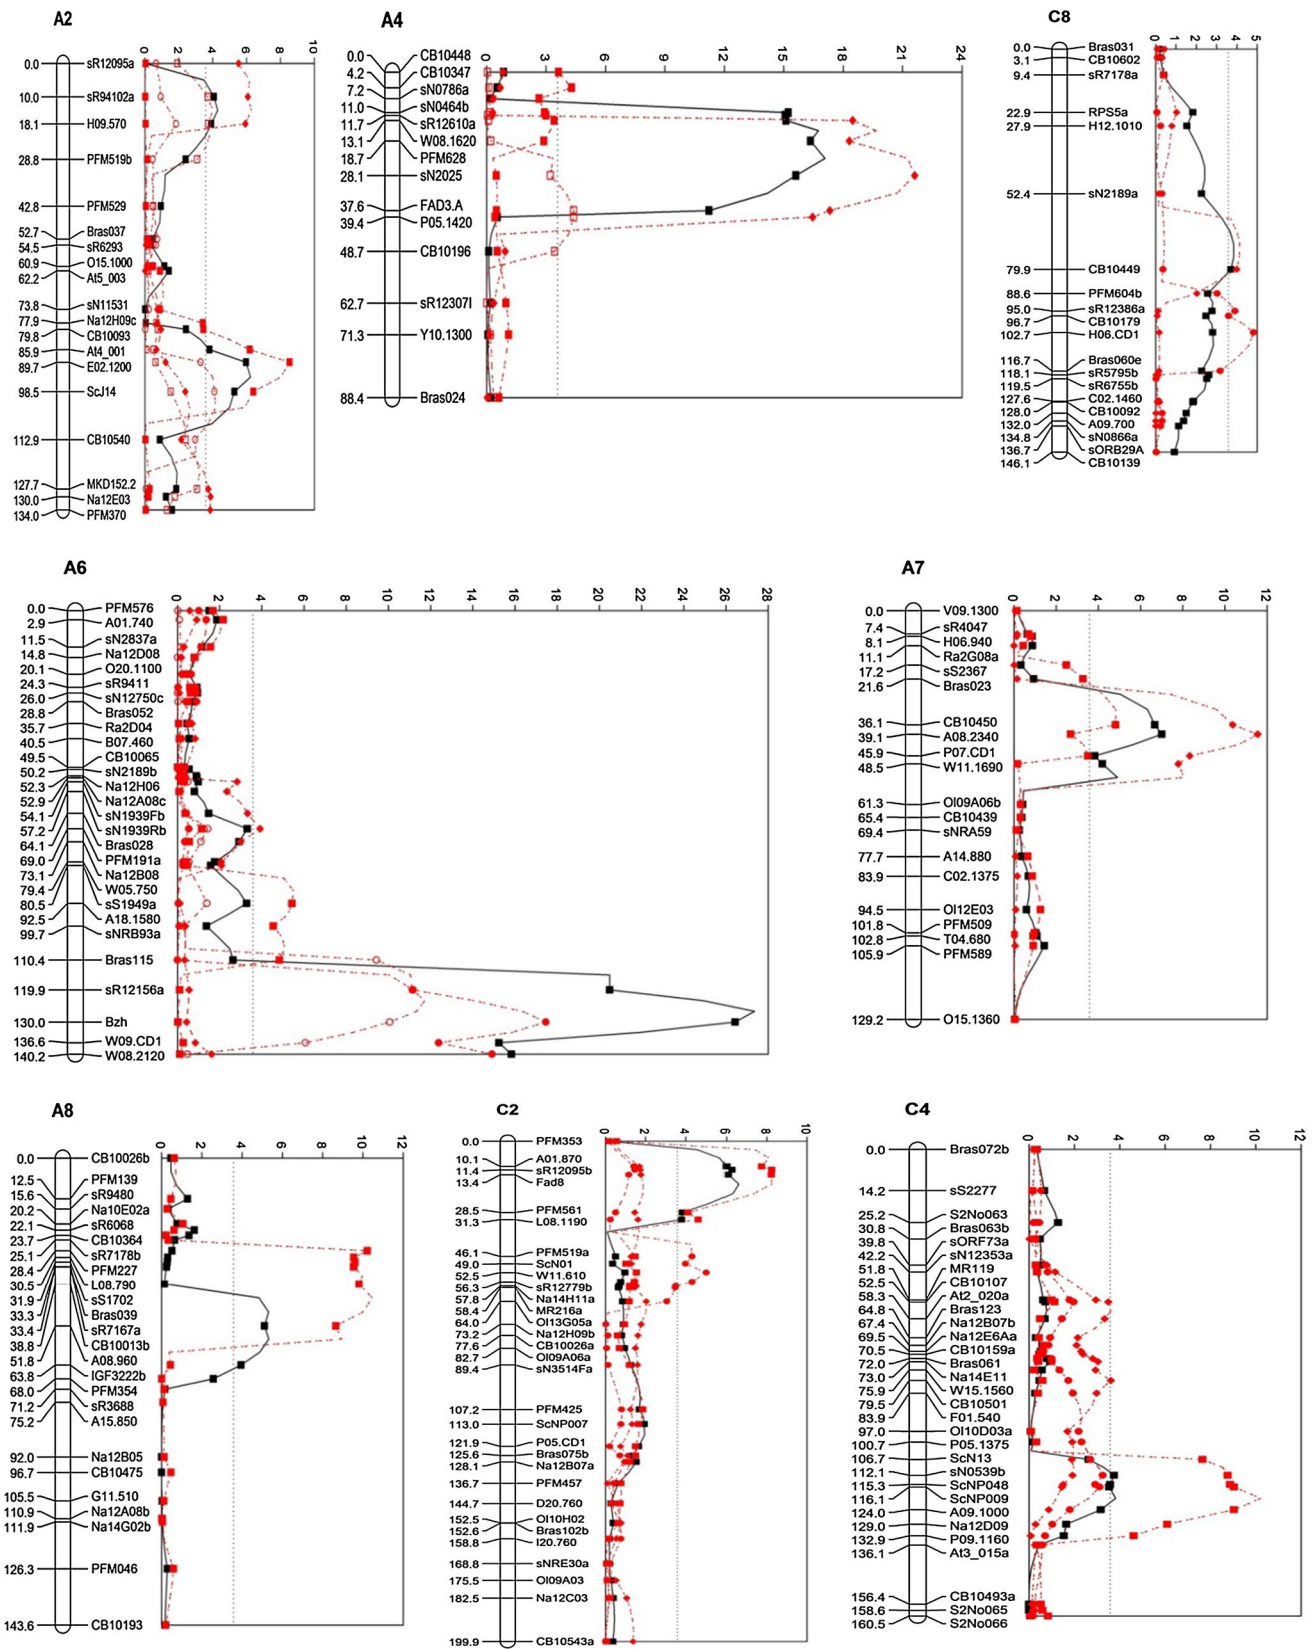 A2
0 2 4 6 8 10
0.0 sR12095a
10.0 sR94102a
18.1 H09.570
28.8 PFM519b
42.8 PFM529
52.7 Bras037
54.5 sR6293
60.9 O15.1000
62.2 At5_003
73.8 sN11531
77.9 Na12H09c
79.8 CB10093
85.9 At4_001
89.7 E02.1200
98.5 ScJ14
112.9 CB10540
127.7 MKD152.2
130.0 Na12E03
134.0 PFM370
A4
0 3 6 9 12 15 18 21 24
0.0 CB10448
4.2 CB10347
7.2 sN0786a
11.0 sN0464b
11.7 sR12610a
13.1 W08.1620
18.7 PFM628
28.1 sN2025
37.6 FAD3.A
39.4 P05.1420
48.7 CB10196
62.7 sR12307I
71.3 Y10.1300
88.4 Bras024
C8
0 1 2 3 4 5
0.0 Bras031
3.1 CB10602
9.4 sR7178a
22.9 RPS5a
27.9 H12.1010
52.4 sN2189a
79.9 CB10449
88.6 PFM604b
95.0 sR12386a
96.7 CB10179
102.7 H06.CD1
116.7 Bras060e
118.1 sR5795b
119.5 sR6755b
127.6 C02.1460
128.0 CB10092
132.0 A09.700
134.8 sN0866a
136.7 sORB29A
146.1 CB10139
A6
0 2 4 6 8 10 12 14 16 18 20 22 24 26 28
0.0 PFM576
2.9 A01.740
11.5 sN2837a
14.8 Na12D08
20.1 O20.1100
24.3 sR9411
26.0 sN12750c
28.8 Bras052
35.7 Ra2D04
40.5 B07.460
49.5 CB10065
50.2 sN2189b
52.3 Na12H06
52.9 Na12A08c
54.1 sN1939Fb
57.2 sN1939Rb
64.1 Bras028
69.0 PFM191a
73.1 Na12B08
79.4 W05.750
80.5 sS1949a
92.5 A18.1580
99.7 sNRB93a
110.4 Bras115
119.9 sR12156a
130.0 Bzh
136.6 W09.CD1
140.2 W08.2120
A7
0 2 4 6 8 10 12
0.0 V09.1300
7.4 sR4047
8.1 H06.940
11.1 Ra2G08a
17.2 sS2367
21.6 Bras023
36.1 CB10450
39.1 A08.2340
45.9 P07.CD1
48.5 W11.1690
61.3 Ol09A06b
65.4 CB10439
69.4 sNRA59
77.7 A14.880
83.9 C02.1375
94.5 Ol12E03
101.8 PFM509
102.8 T04.680
105.9 PFM589
129.2 O15.1360
A8
0 2 4 6 8 10 12
0.0 CB10026b
12.5 PFM139
15.6 sR9480
20.2 Na10E02a
22.1 sR6068
23.7 CB10364
25.1 sR7178b
28.4 PFM227
30.5 L08.790
31.9 sS1702
33.3 Bras039
33.4 sR7167a
38.8 CB10013b
51.8 A08.960
63.8 IGF3222b
68.0 PFM354
71.2 sR3688
75.2 A15.850
92.0 Na12B05
96.7 CB10475
105.5 G11.510
110.9 Na12A08b
111.9 Na14G02b
126.3 PFM046
143.6 CB10193
C2
0 2 4 6 8 10
0.0 PFM353
10.1 A01.870
11.4 sR12095b
13.4 Fad8
28.5 PFM561
31.3 L08.1190
46.1 PFM519a
49.0 ScN01
52.5 W11.610
56.3 sR12779b
57.8 Na14H11a
58.4 MR216a
64.0 Ol13G05a
73.2 Na12H09b
77.6 CB10026a
82.7 Ol09A06a
89.4 sN3514Fa
107.2 PFM425
113.0 ScNP007
121.9 P05.CD1
125.6 Bras075b
128.1 Na12B07a
136.7 PFM457
144.7 D20.760
152.5 Ol10H02
152.6 Bras102b
158.8 I20.760
168.8 sNRE30a
175.5 Ol09A03
182.5 Na12C03
199.9 CB10543a
C4
0 2 4 6 8 10 12
0.0 Bras072b
14.2 sS2277
25.2 S2No063
30.8 Bras063b
39.8 sORF73a
42.2 sN12353a
51.8 MR119
52.5 CB10107
58.3 At2_020a
64.8 Bras123
67.4 Na12B07b
69.5 Na12E6Aa
70.5 CB10159a
72.0 Bras061
73.0 Na14E11
75.9 W15.1560
79.5 CB10501
83.9 F01.540
97.0 Ol10D03a
100.7 P05.1375
106.7 ScN13
112.1 sN0539b
115.3 ScNP048
116.1 ScNP009
124.0 A09.1000
129.0 Na12D09
132.9 P09.1160
136.1 At3_015a
156.4 CB10493a
158.6 S2No065
160.5 S2No066